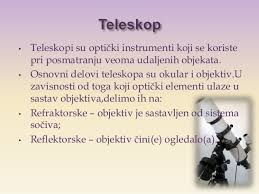 Teleskop
• Teleskopi su optički instrumenti koji se koriste
pri posmatranju veoma udaljenih objekata.
• Osnovni delovi teleskopa su okular i objektiv.U
zavisnosti od toga koji optički elementi ulaze u
sastav objektiva,delimo ih na:
• Refraktorske – objektiv je sastavljen od sistema
sočiva;
• Reflektorske – objektiv čini(e) ogledalo(a)